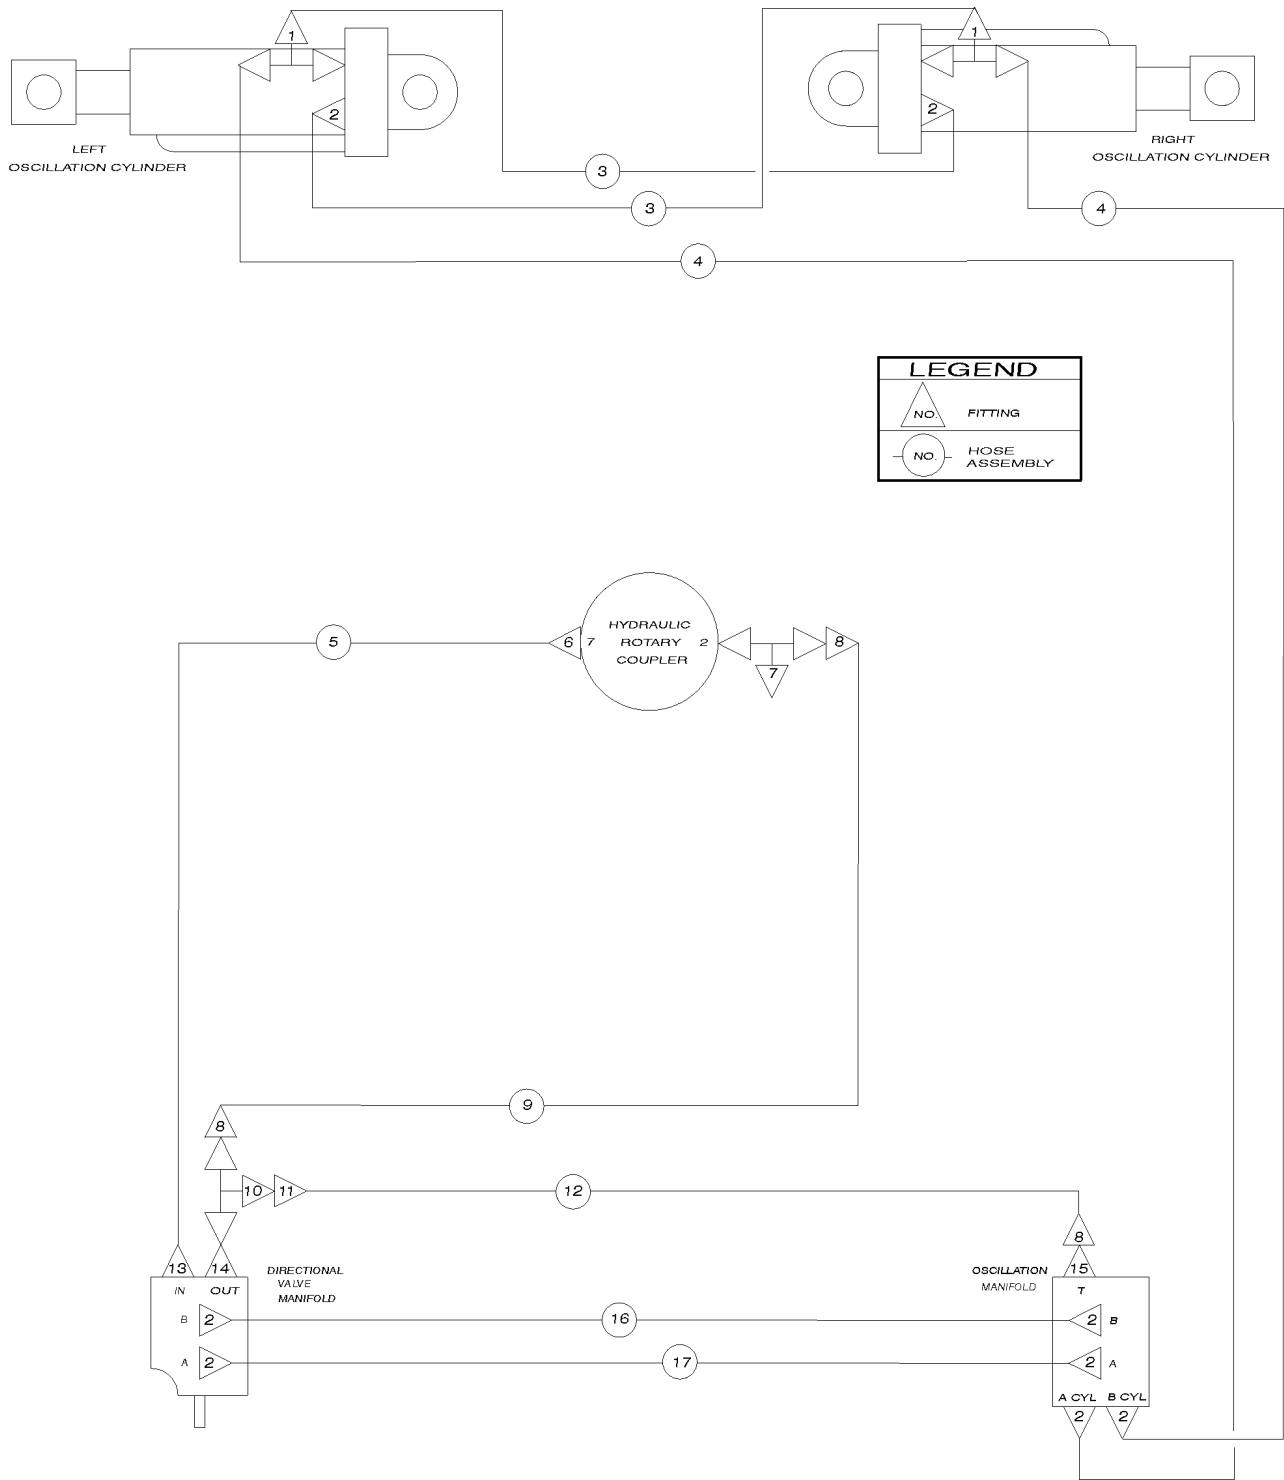 1
1
2
2
LEFT
OSCILLATION CYLINDER
RIGHT
OSCILLATION CYLINDER
3
3
4
4
LEGEND
NO. FITTING
NO. HOSE
ASSEMBLY
5
6
7
HYDRAULIC
ROTARY
COUPLER
2
7
8
9
8
10
11
12
8
13
14
15
DIRECTIONAL
VALVE
MANIFOLD
OSCILLATION
MANIFOLD
IN
OUT
T
B
2
16
2
B
A
2
17
2
A
A CYL
B CYL
2
2